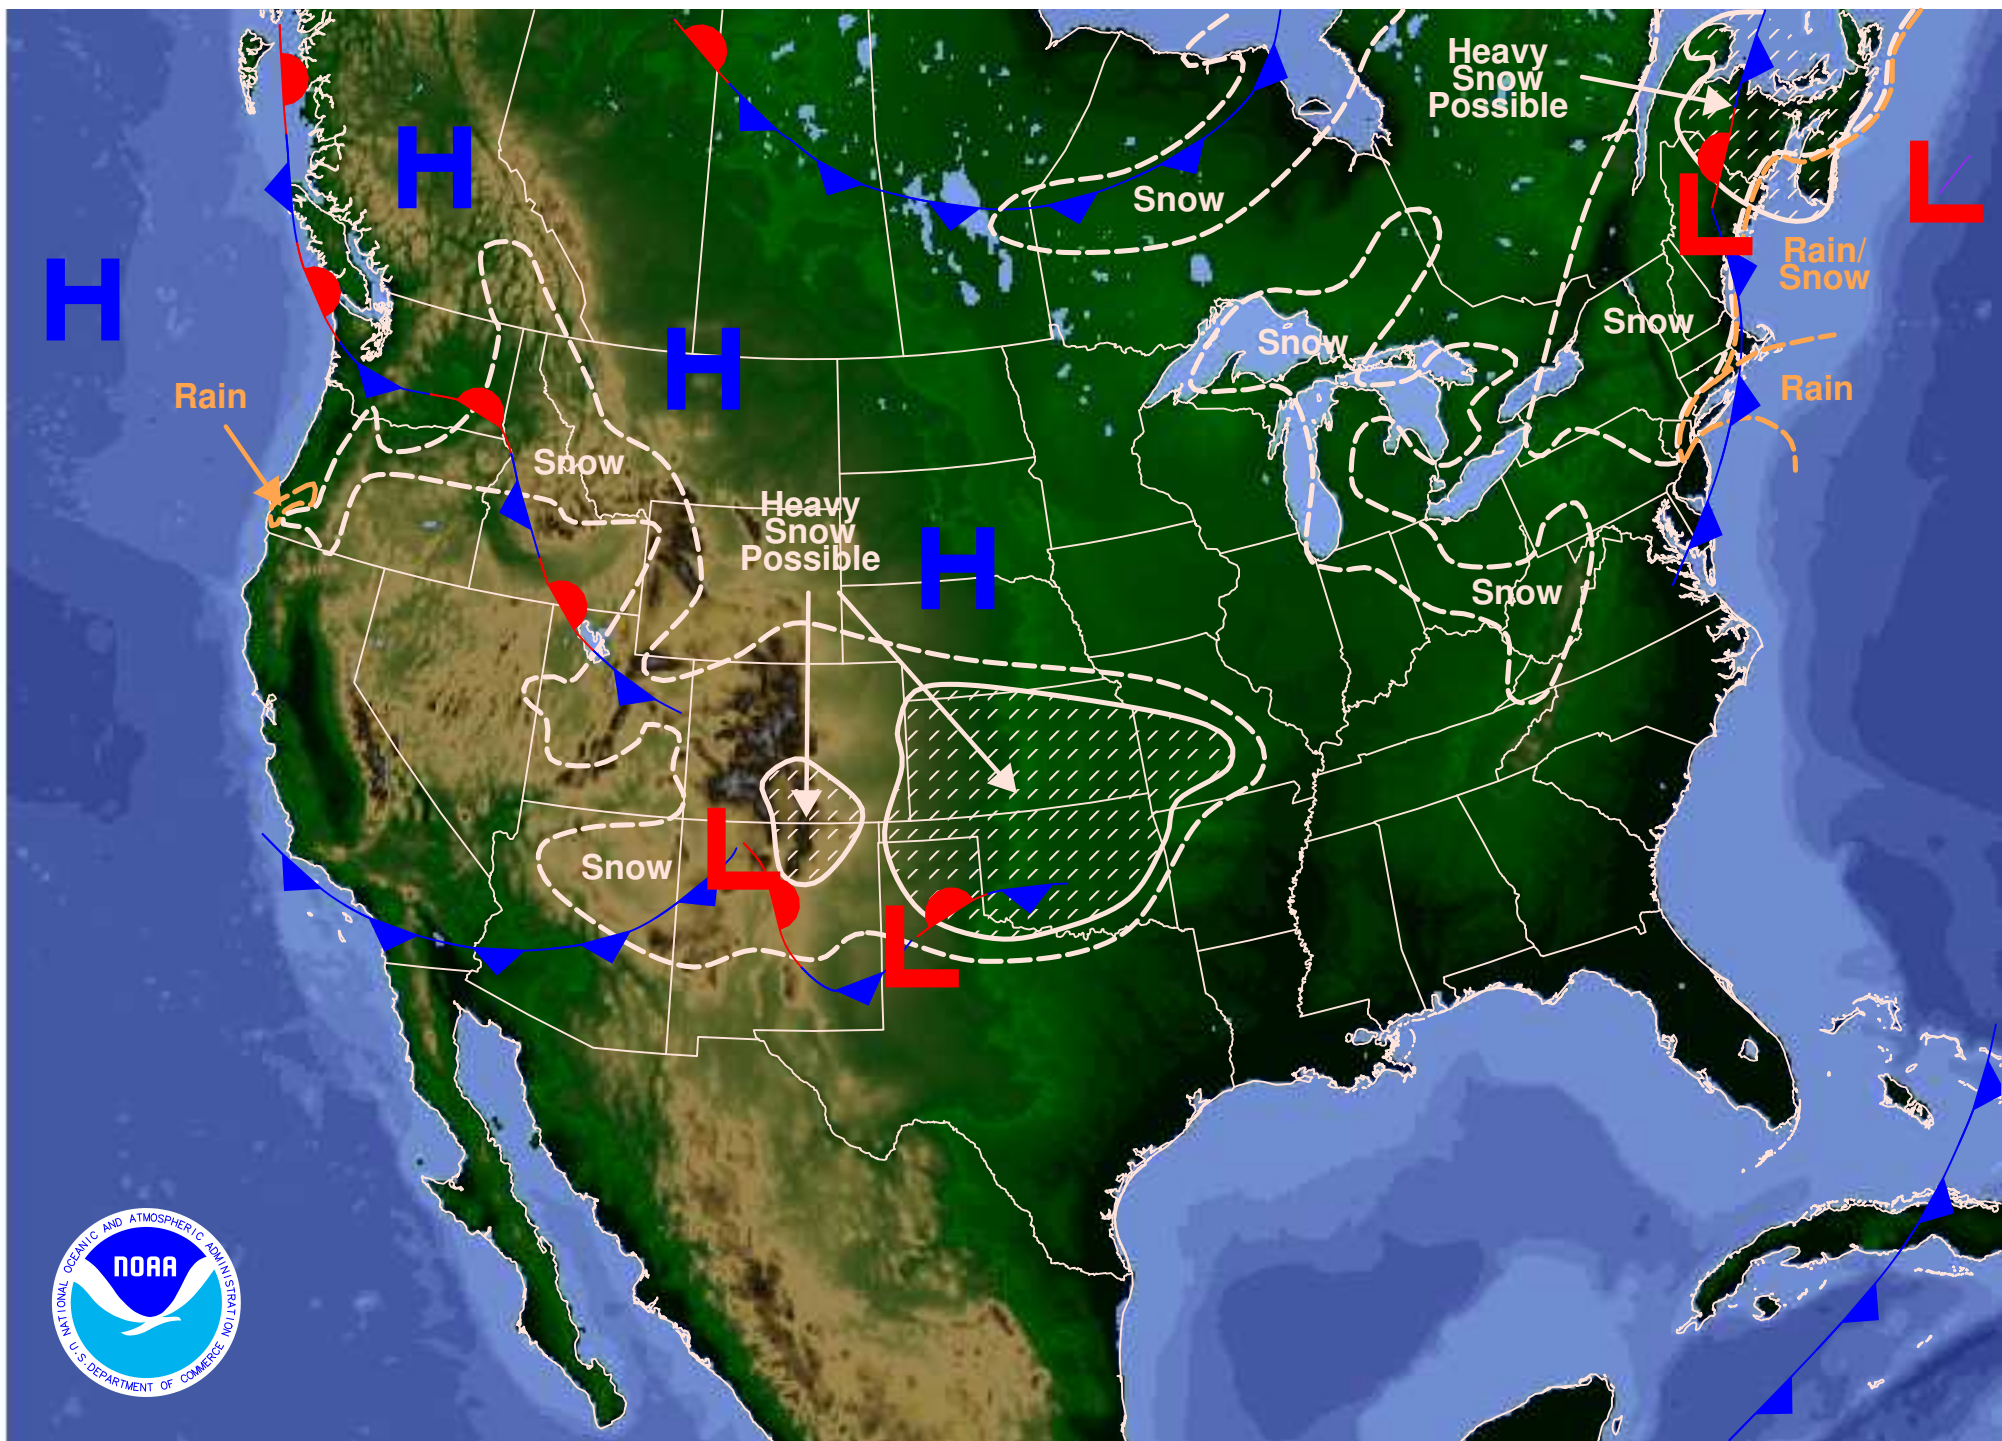 Heavy
Snow
Possible
H
L
Snow
L
H
Rain/
Snow
Snow
Snow
H
Rain
Rain
Snow
Heavy
Snow
Possible
H
Snow
L
Snow
L
NATIONAL OCEANIC AND ATMOSPHERIC ADMINISTRATION
NOAA
U.S. DEPARTMENT OF COMMERCE